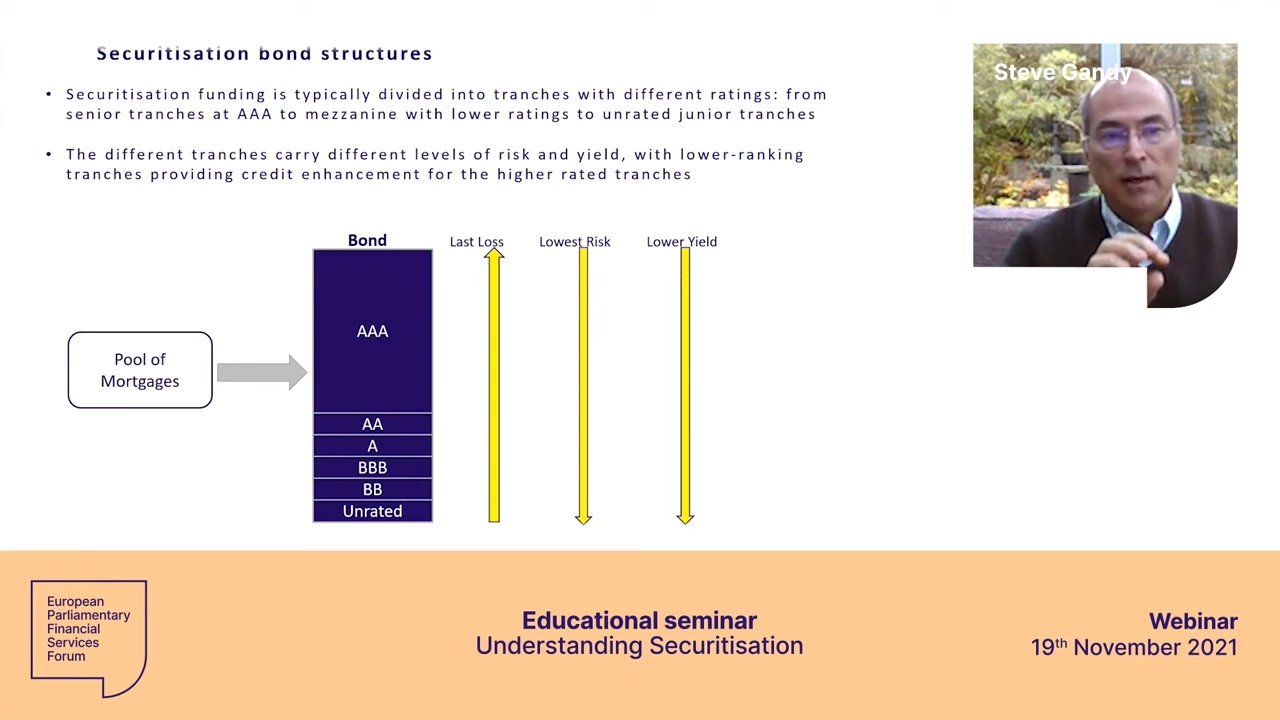 Securitisation bond structures
• Securitisation funding is typically divided into tranches with different ratings: from
senior tranches at AAA to mezzanine with lower ratings to unrated junior tranches
• The different tranches carry different levels of risk and yield, with lower-ranking
tranches providing credit enhancement for the higher rated tranches
Steve Gandy
Bond
Last Loss
Lowest Risk
Lower Yield
AAA
Pool of
Mortgages
AA
A
BBB
BB
Unrated
European
Parliamentary
Financial
Services
Forum
Educational seminar
Understanding Securitisation
Webinar
19th November 2021